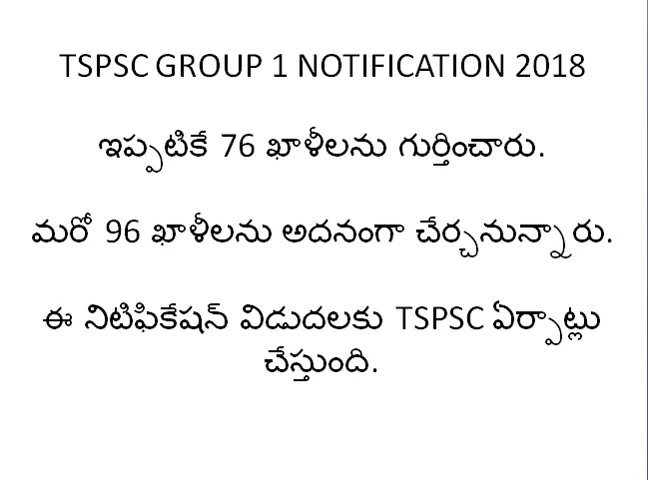 TSPSC GROUP 1 NOTIFICATION 2018
ఇప్పటికే 76 ఖాళీలను గుర్తించారు.
మరో 96 ఖాళీలను అదనంగా చేర్చనున్నారు.
ఈ నిటిఫికేషన్ విడుదలకు TSPSC ఏర్పాట్లు
చేస్తుంది.